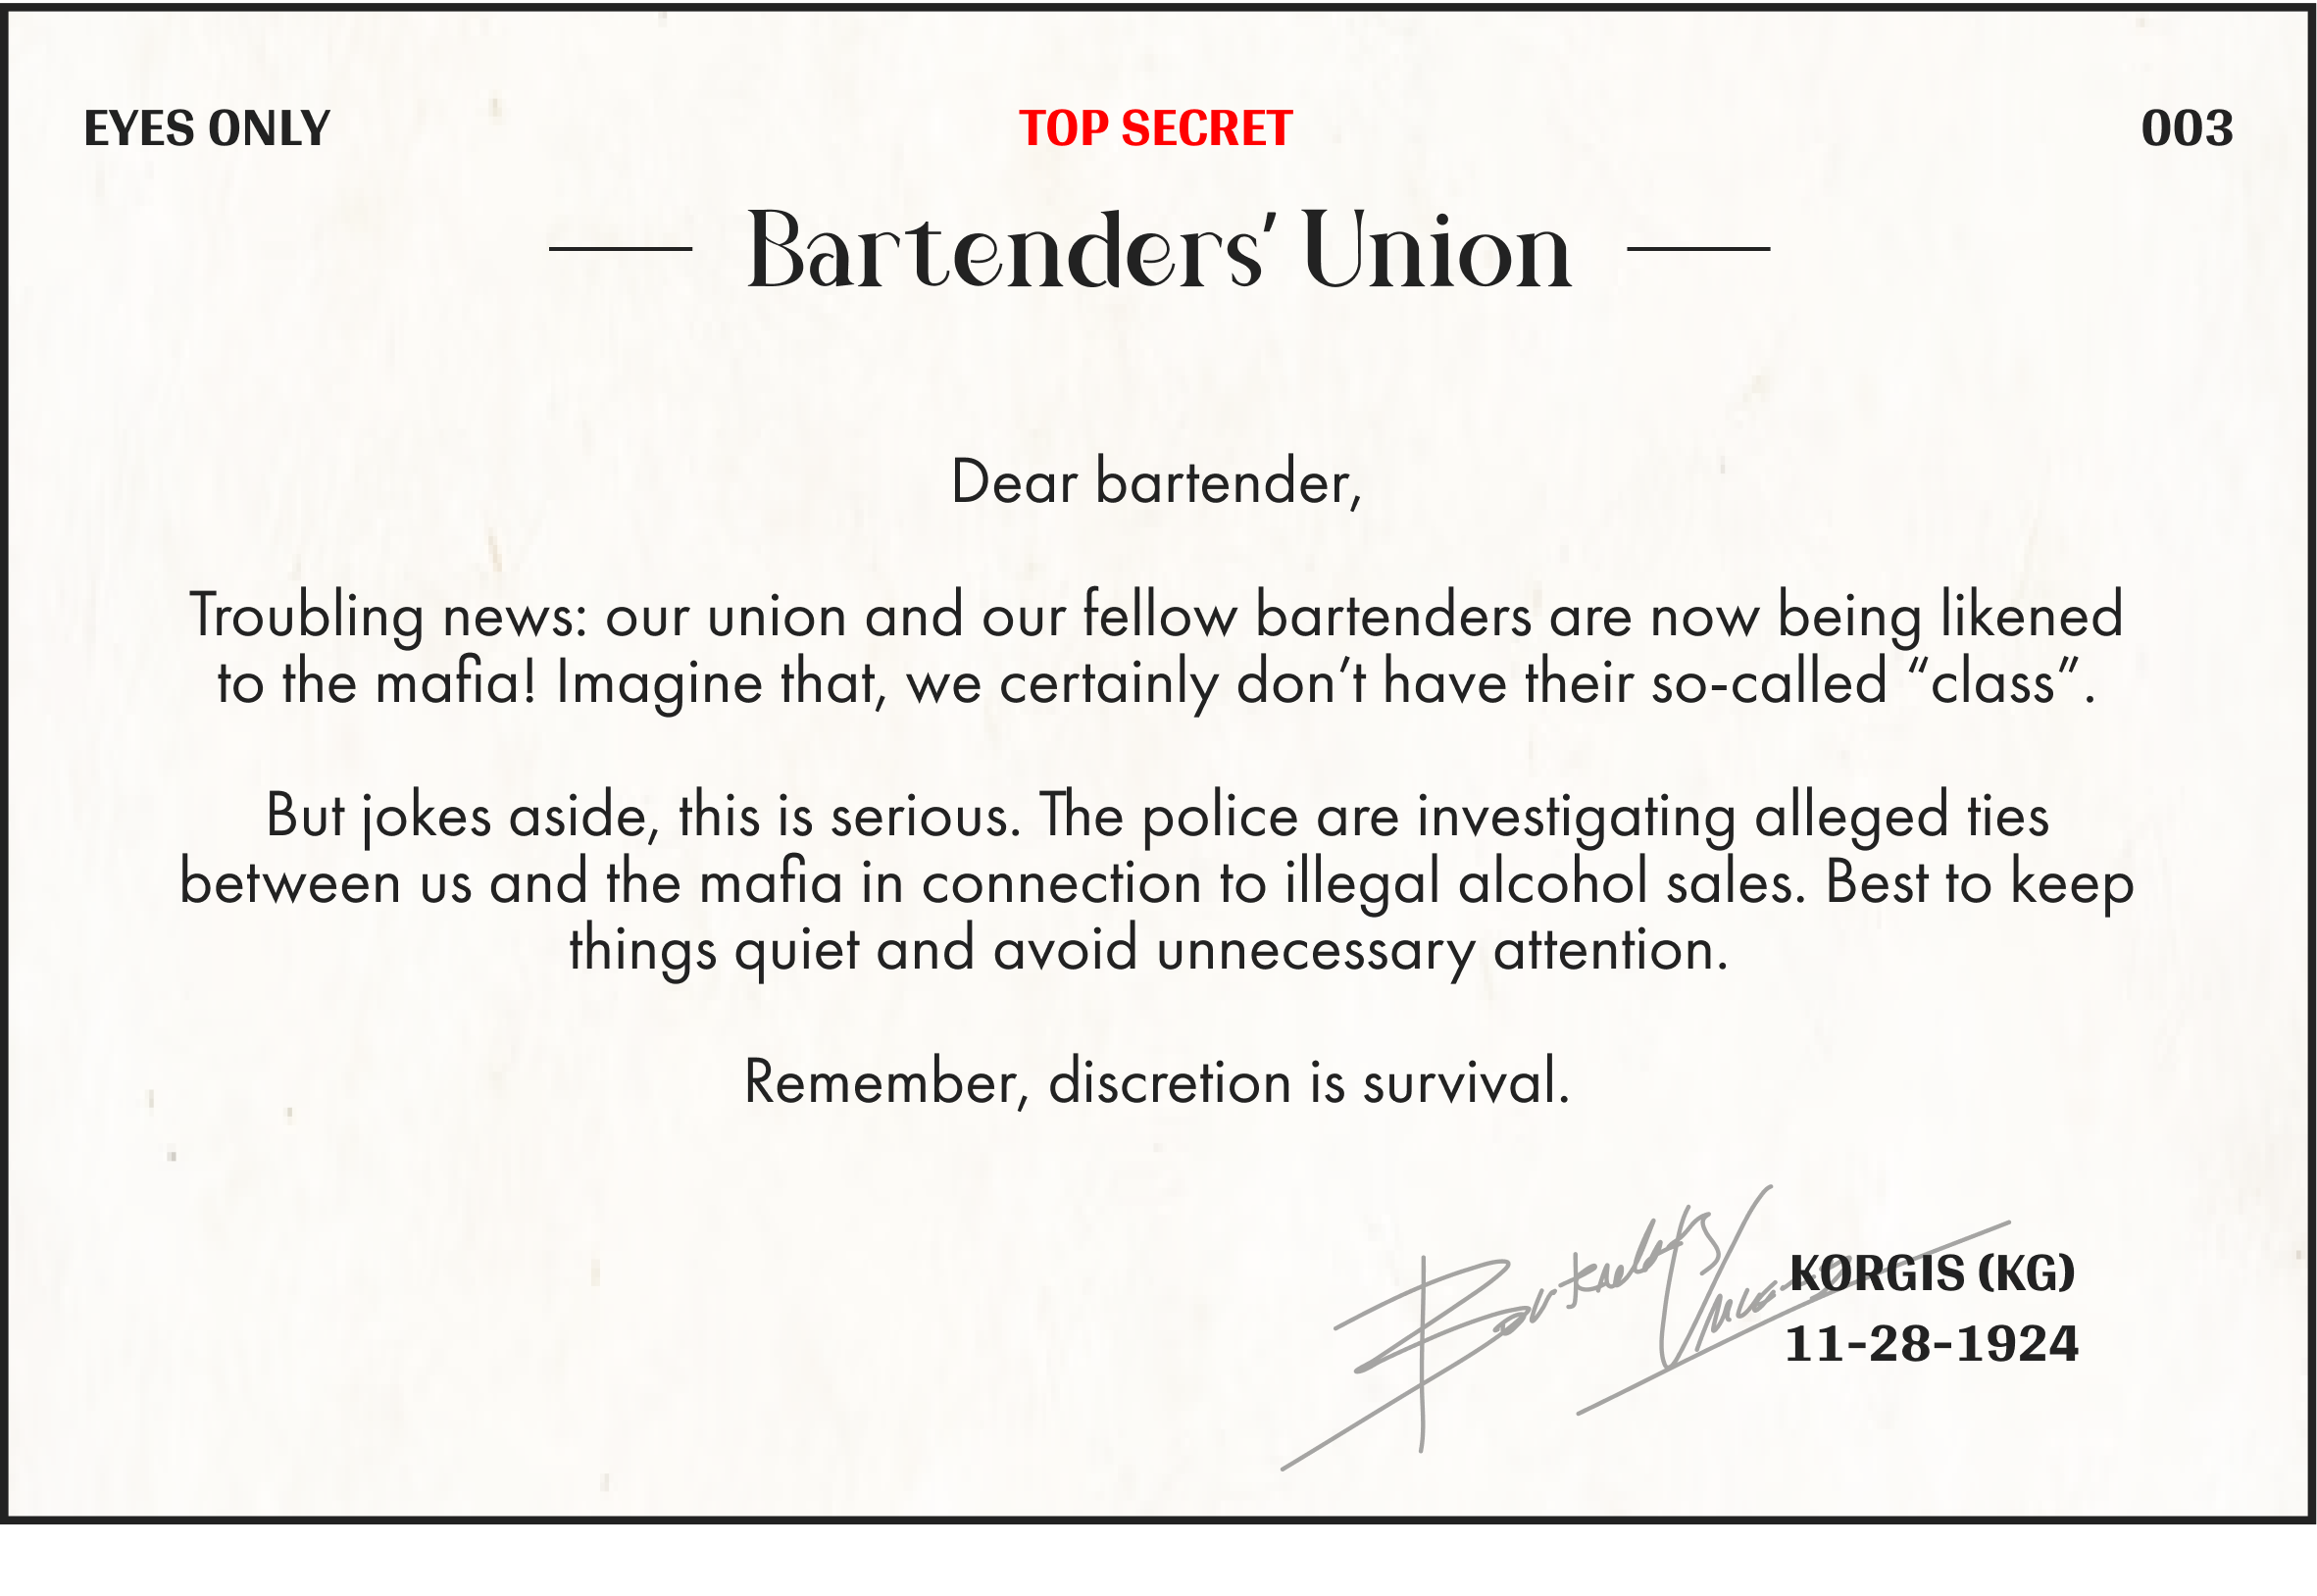 EYES ONLY TOP SECRET 003
Bartenders’ Union
Dear bartender,
Troubling news: our union and our fellow bartenders are now being likened
to the mafia! Imagine that, we certainly don’t have their so-called “class”.
But jokes aside, this is serious. The police are investigating alleged ties
between us and the mafia in connection to illegal alcohol sales. Best to keep
things quiet and avoid unnecessary attention.
Remember, discretion is survival.
Bartenders Union
KORGIS (KG)
11-28-1924